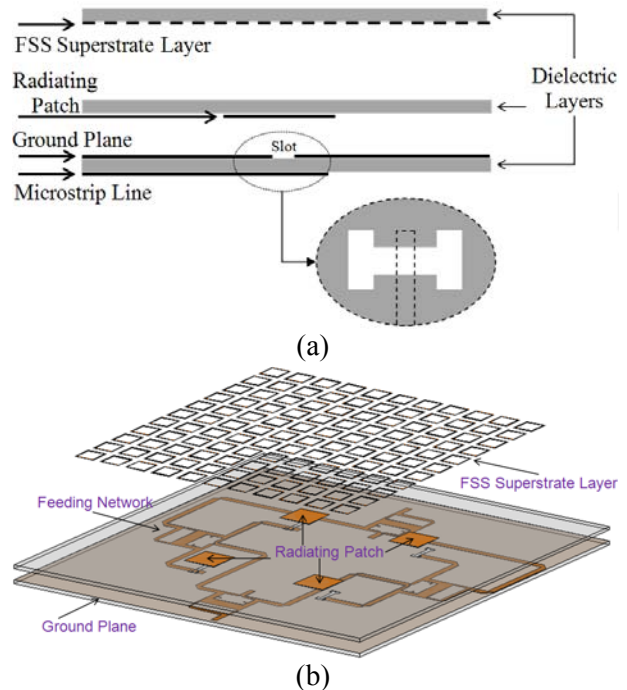 FSS Superstrate Layer
Radiating
Patch
Dielectric
Layers
Ground Plane
Slot
Microstrip Line
(a)
FSS Superstrate Layer
Feeding Network
Radiating Patch
Ground Plane
(b)